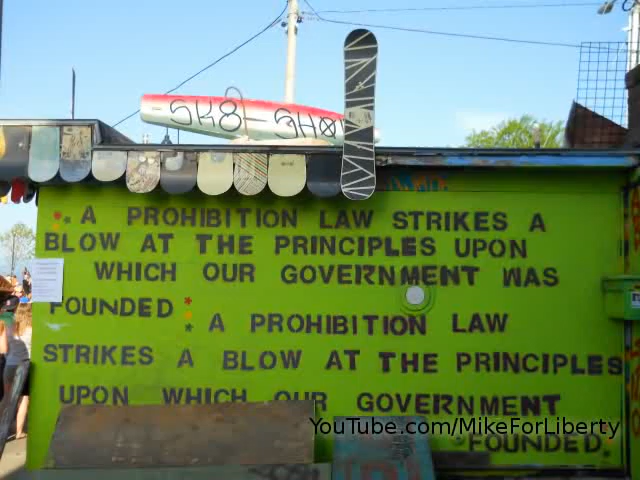 SK8-SHO
A PROHIBITION LAW STRIKES A
BLOW AT THE PRINCIPLES UPON
WHICH OUR GOVERNMENT WAS
FOUNDED :
A PROHIBITION LAW
STRIKES A BLOW AT THE PRINCIPLES
UPON WHICH OUR GOVERNMENT
YouTube.com/MikeForLiberty
FOUNDED.